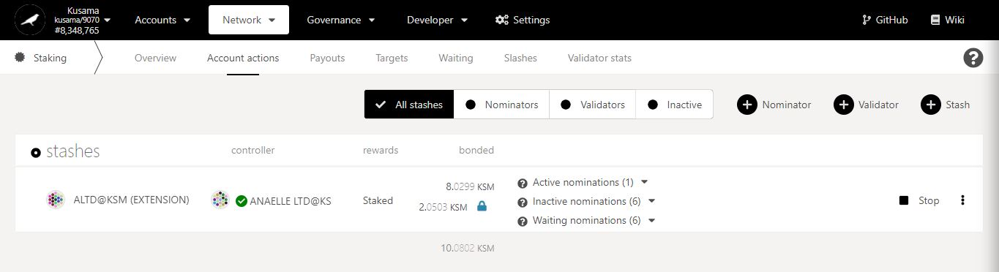 Kusama
kusama/9070
#8,348,765
Accounts
Network
Governance
Developer
Settings
GitHub
Wiki
Staking
Overview
Account actions
Payouts
Targets
Waiting
Slashes
Validator stats
?
All stashes
Nominators
Validators
Inactive
Nominator
Validator
Stash
stashes
controller
rewards
bonded
ALTD@KSM (EXTENSION)
ANAELLE LTD@KS
Staked
8.0299 KSM
2.0503 KSM
? Active nominations (1)
? Inactive nominations (6)
? Waiting nominations (6)
Stop
10.0802 KSM